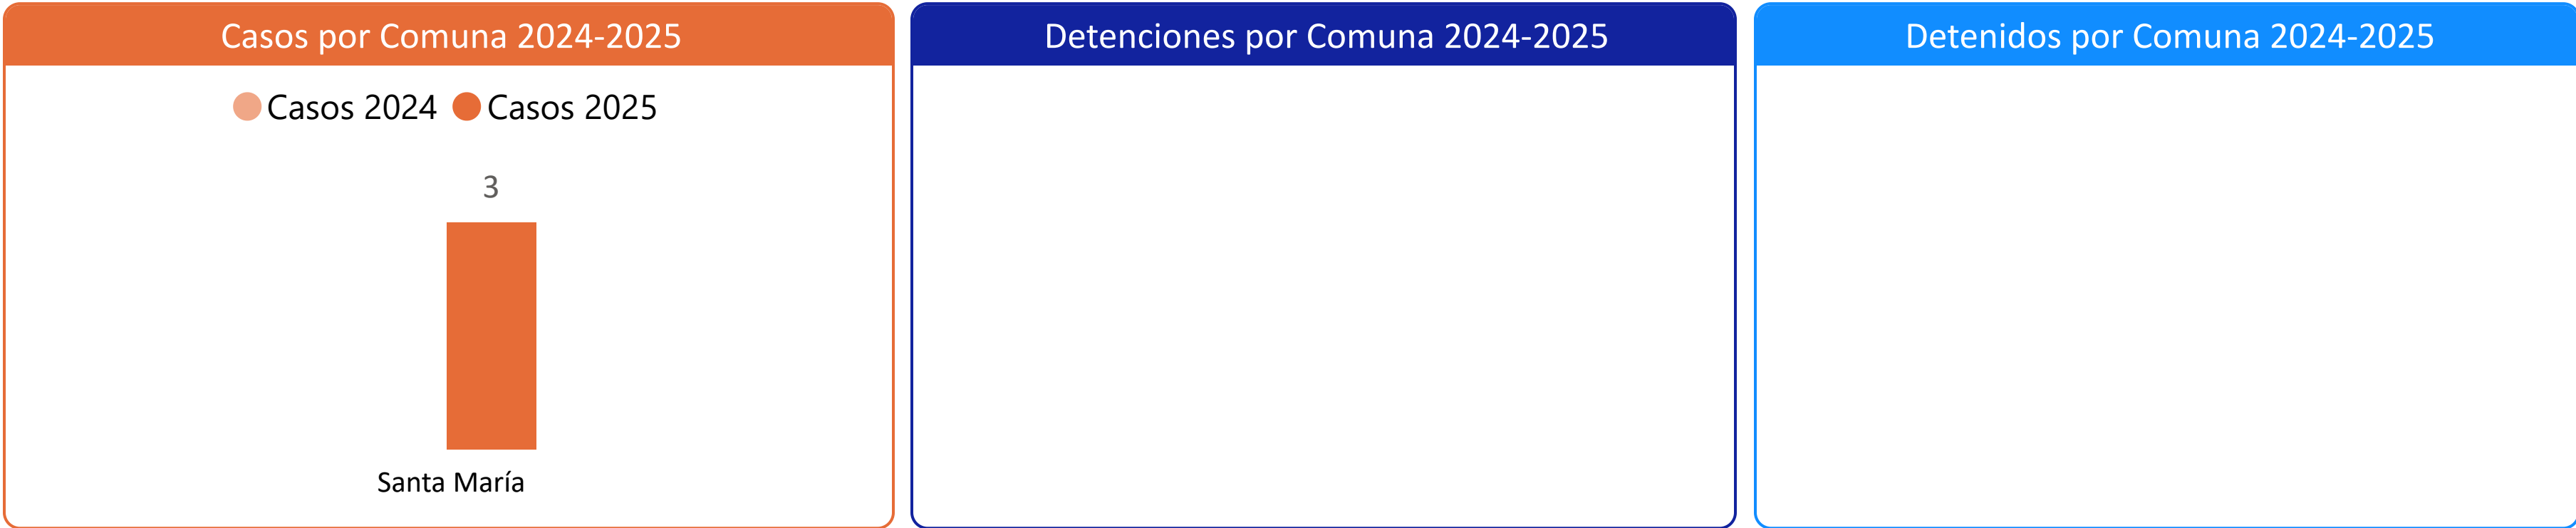 Casos por Comuna 2024-2025
Casos 2024 Casos 2025
3
Santa María
Detenciones por Comuna 2024-2025
Detenidos por Comuna 2024-2025